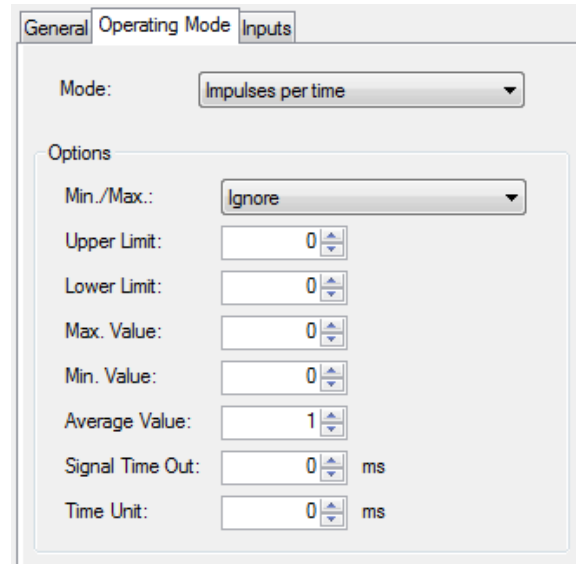 General Operating Mode Inputs
Mode: Impulses per time
Options
Min./Max.: Ignore
Upper Limit: 0
Lower Limit: 0
Max. Value: 0
Min. Value: 0
Average Value: 1
Signal Time Out: 0 ms
Time Unit: 0 ms